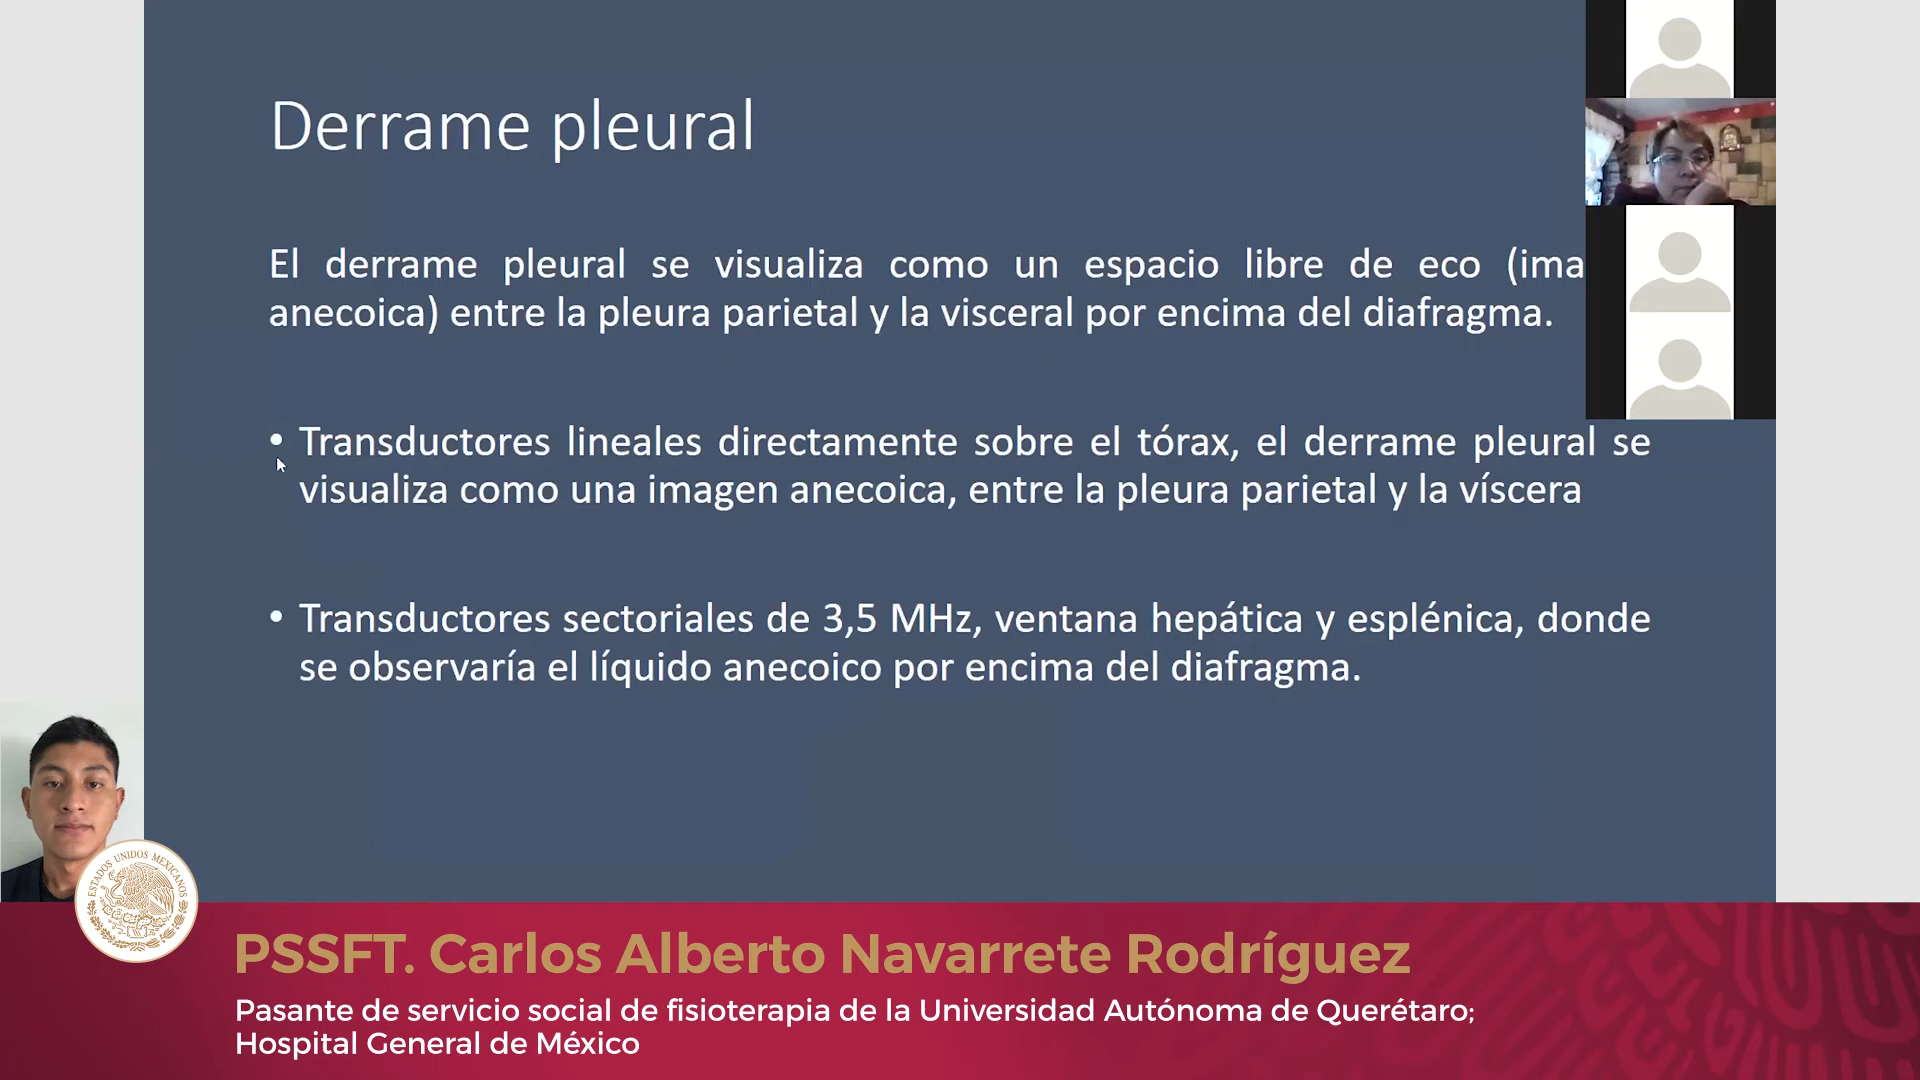 Derrame pleural
El derrame pleural se visualiza como un espacio libre de eco (ima
anecoica) entre la pleura parietal y la visceral por encima del diafragma.
• Transductores lineales directamente sobre el tórax, el derrame pleural se
visualiza como una imagen anecoica, entre la pleura parietal y la víscera
• Transductores sectoriales de 3,5 MHz, ventana hepática y esplénica, donde
se observaría el líquido anecoico por encima del diafragma.
ESTADOS UNIDOS MEXICANOS
PSSFT. Carlos Alberto Navarrete Rodríguez
Pasante de servicio social de fisioterapia de la Universidad Autónoma de Querétaro;
Hospital General de México